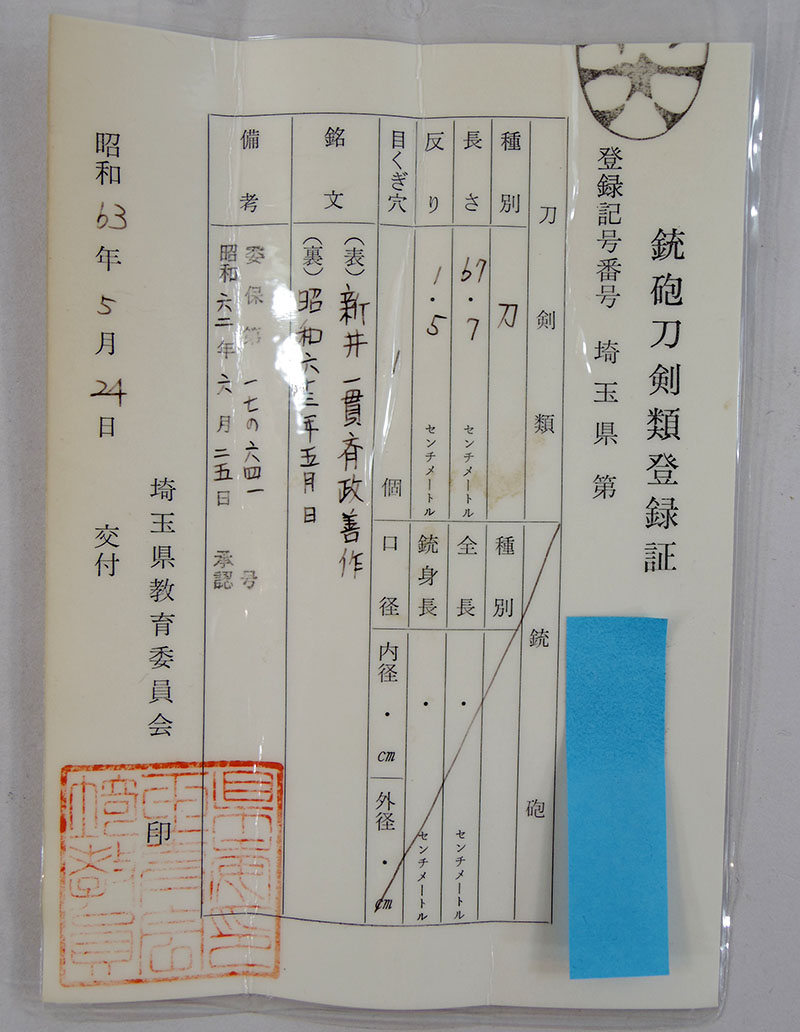 銃砲刀剣類登録証
登録記号番号 埼玉県 第
刀剣類
種別 刀
長さ 67.7 センチメートル
反り 1.5 センチメートル
目くぎ穴 1 個
銃砲
種別
全長 ・ センチメートル
銃身長 ・ センチメートル
口径 内径 ・ cm 外径 ・ cm
銘文
(表)新井一貫斉政善作
(裏)昭和六十三年五月日
備考
委保第 一七の六四一 号
昭和 六二 年 六 月 二五 日 承認
昭和 63 年 5 月 24 日 交付
埼玉県教育委員会 印